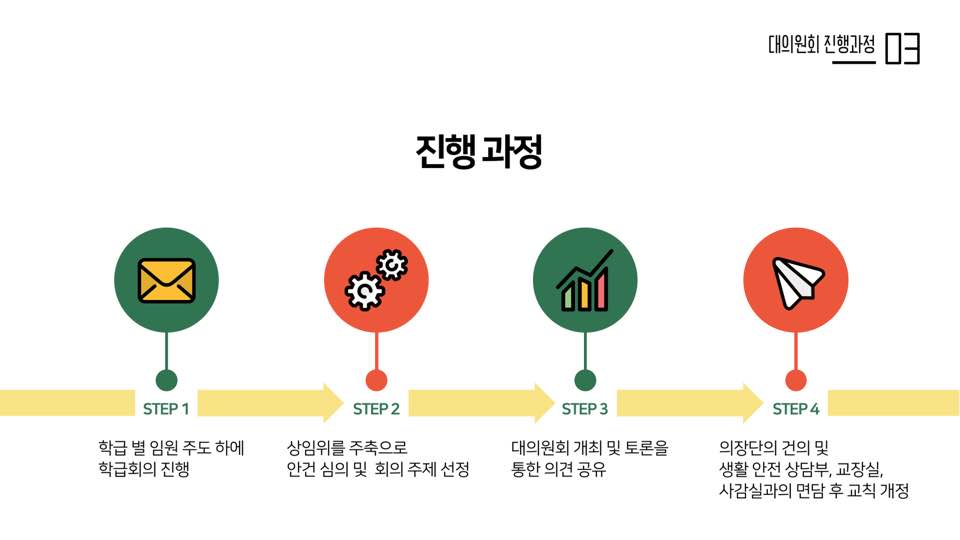 대의원회 진행과정 03
진행 과정
STEP 1
학급 별 임원 주도 하에
학급회의 진행
STEP 2
상임위를 주축으로
안건 심의 및 회의 주제 선정
STEP 3
대의원회 개최 및 토론을
통한 의견 공유
STEP 4
의장단의 건의 및
생활 안전 상담부, 교장실,
사감실과의 면담 후 교칙 개정